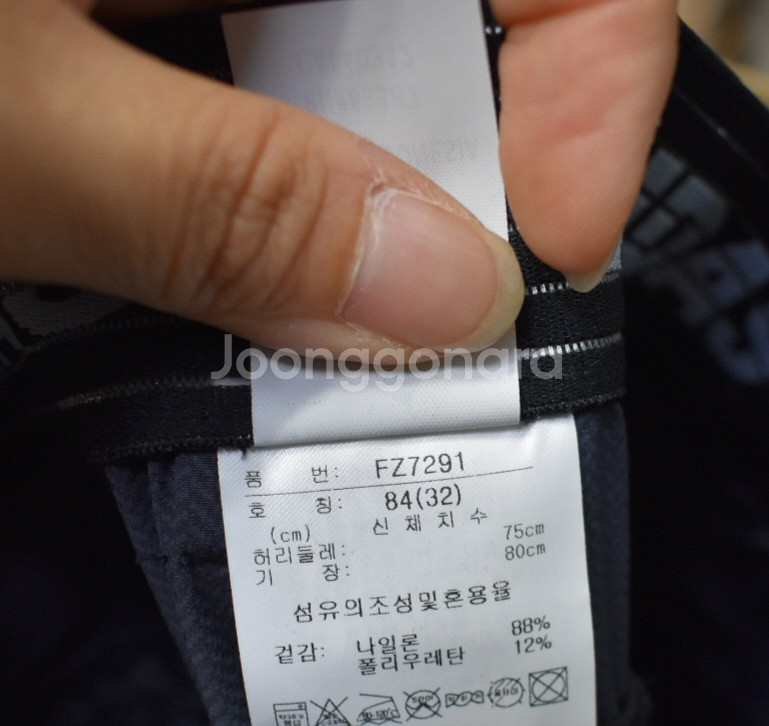 Joonggonara
품 번: FZ7291
호 칭: 84(32)
(cm) 신 체 치 수
허리둘레: 75cm
기 장: 80cm
섬유의조성및혼용율
겉감: 나일론 88%
폴리우레탄 12%